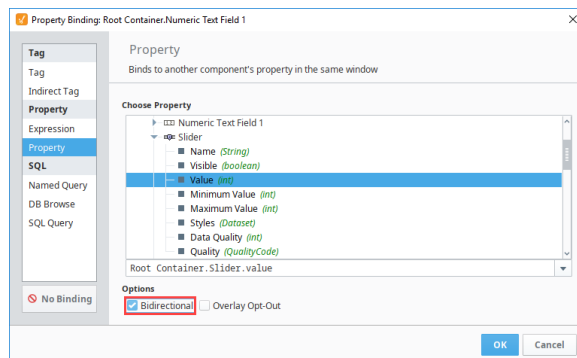 Property Binding: Root Container.Numeric Text Field 1
Tag
Tag
Indirect Tag
Property
Expression
Property
SQL
Named Query
DB Browse
SQL Query
No Binding
Property
Binds to another component's property in the same window
Choose Property
Numeric Text Field 1
Slider
Name (String)
Visible (boolean)
Value (int)
Minimum Value (int)
Maximum Value (int)
Styles (Dataset)
Data Quality (int)
Quality (QualityCode)
Root Container.Slider.value
Options
Bidirectional Overlay Opt-Out
OK Cancel